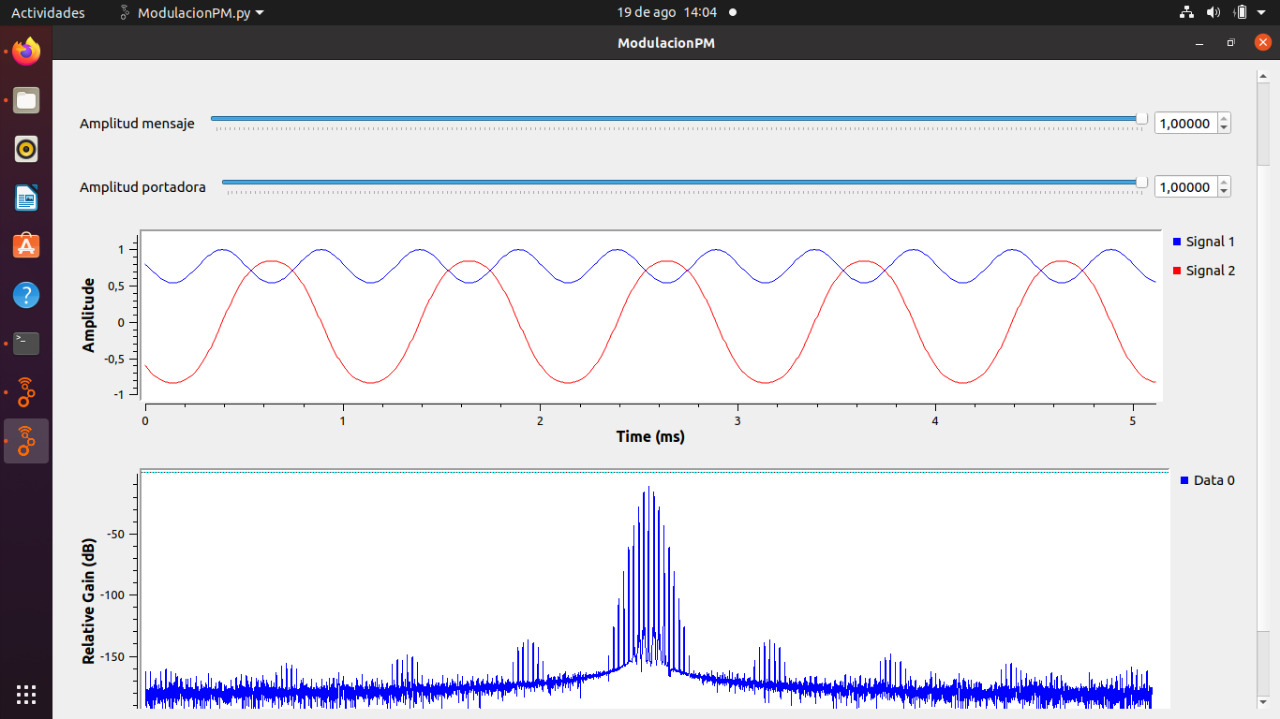 Actividades ModulacionPM.py 19 de ago 14:04
ModulacionPM
Amplitud mensaje 1,00000
Amplitud portadora 1,00000
Signal 1
Signal 2
Amplitude
1
0,5
0
-0,5
-1
0 1 2 3 4 5
Time (ms)
Data 0
Relative Gain (dB)
-50
-100
-150